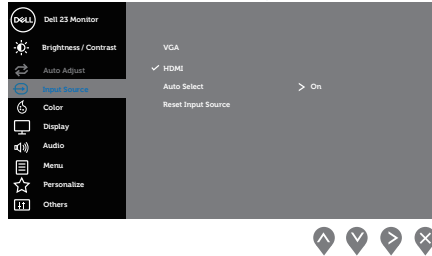 DELL
Dell 23 Monitor
Brightness / Contrast
Auto Adjust
Input Source
Color
Display
Audio
Menu
Personalize
Others
VGA
HDMI
Auto Select
On
Reset Input Source